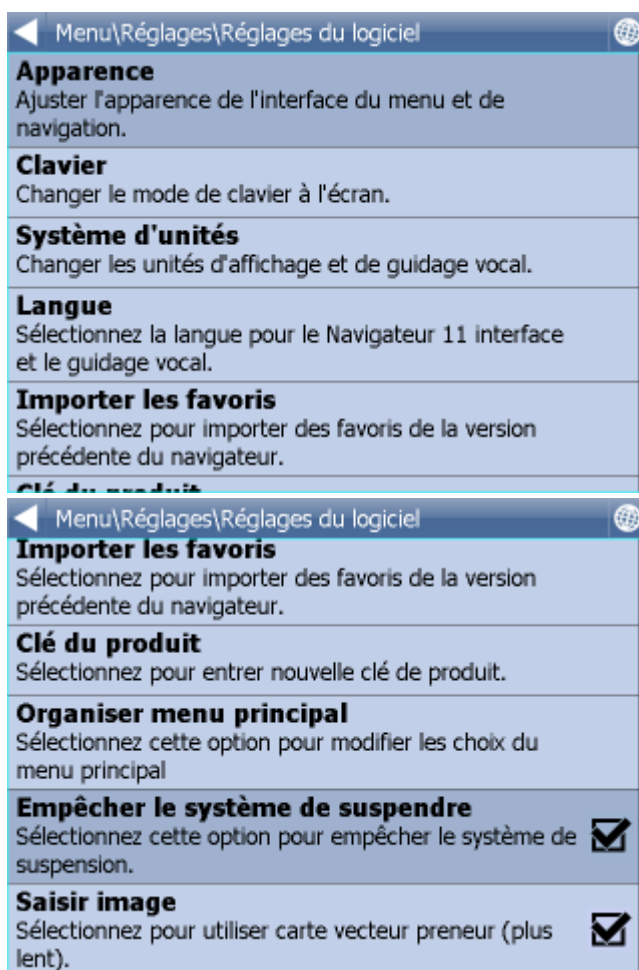 Menu\Réglages\Réglages du logiciel
Apparence
Ajuster l'apparence de l'interface du menu et de
navigation.
Clavier
Changer le mode de clavier à l'écran.
Système d'unités
Changer les unités d'affichage et de guidage vocal.
Langue
Sélectionnez la langue pour le Navigateur 11 interface
et le guidage vocal.
Importer les favoris
Sélectionnez pour importer des favoris de la version
précédente du navigateur.
Clé du produit
Menu\Réglages\Réglages du logiciel
Importer les favoris
Sélectionnez pour importer des favoris de la version
précédente du navigateur.
Clé du produit
Sélectionnez pour entrer nouvelle clé de produit.
Organiser menu principal
Sélectionnez cette option pour modifier les choix du
menu principal
Empêcher le système de suspendre
Sélectionnez cette option pour empêcher le système de
suspension.
Saisir image
Sélectionnez pour utiliser carte vecteur preneur (plus
lent).